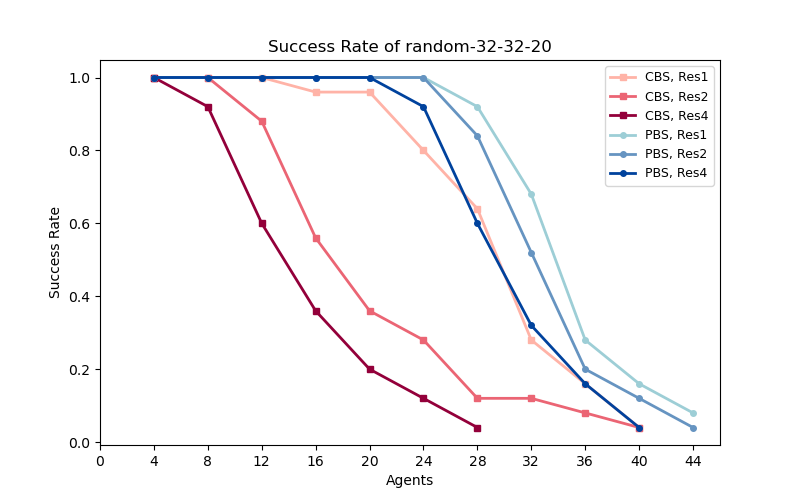 Success Rate of random-32-32-20
Success Rate
1.0
0.8
0.6
0.4
0.2
0.0
CBS, Res1
CBS, Res2
CBS, Res4
PBS, Res1
PBS, Res2
PBS, Res4
0 4 8 12 16 20 24 28 32 36 40 44
Agents